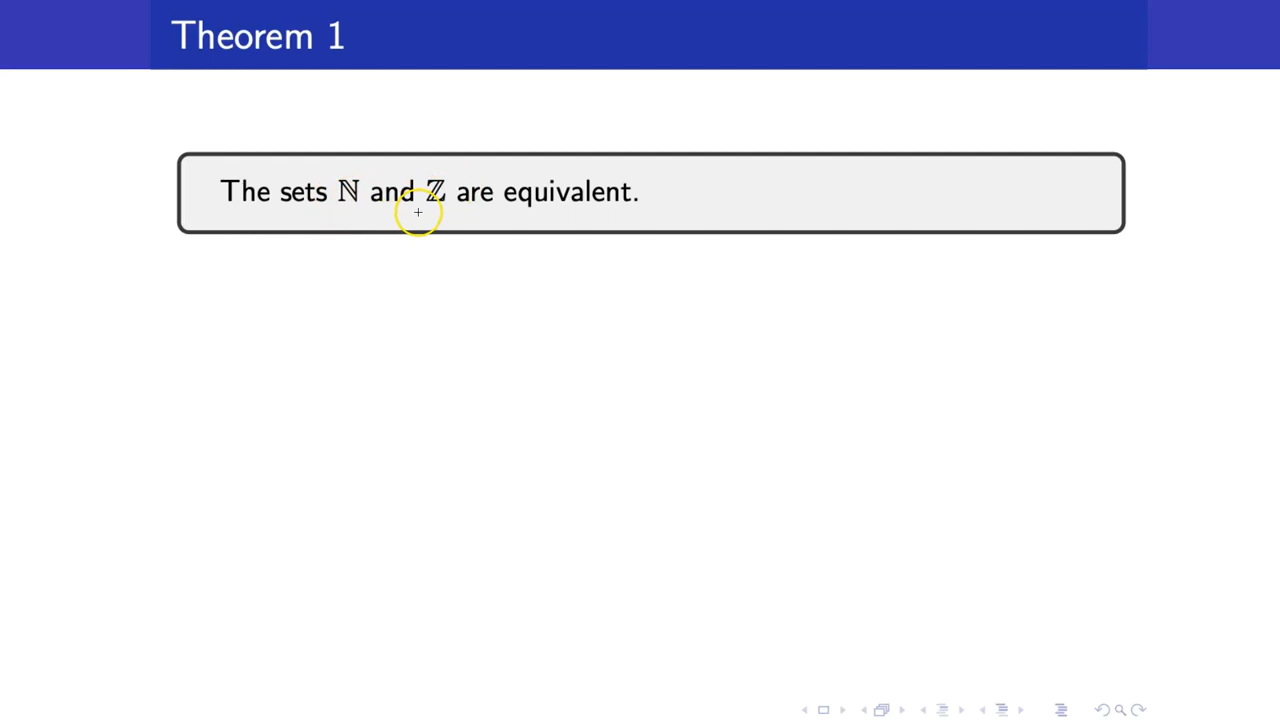 Theorem 1
The sets ℕ and ℤ are equivalent.